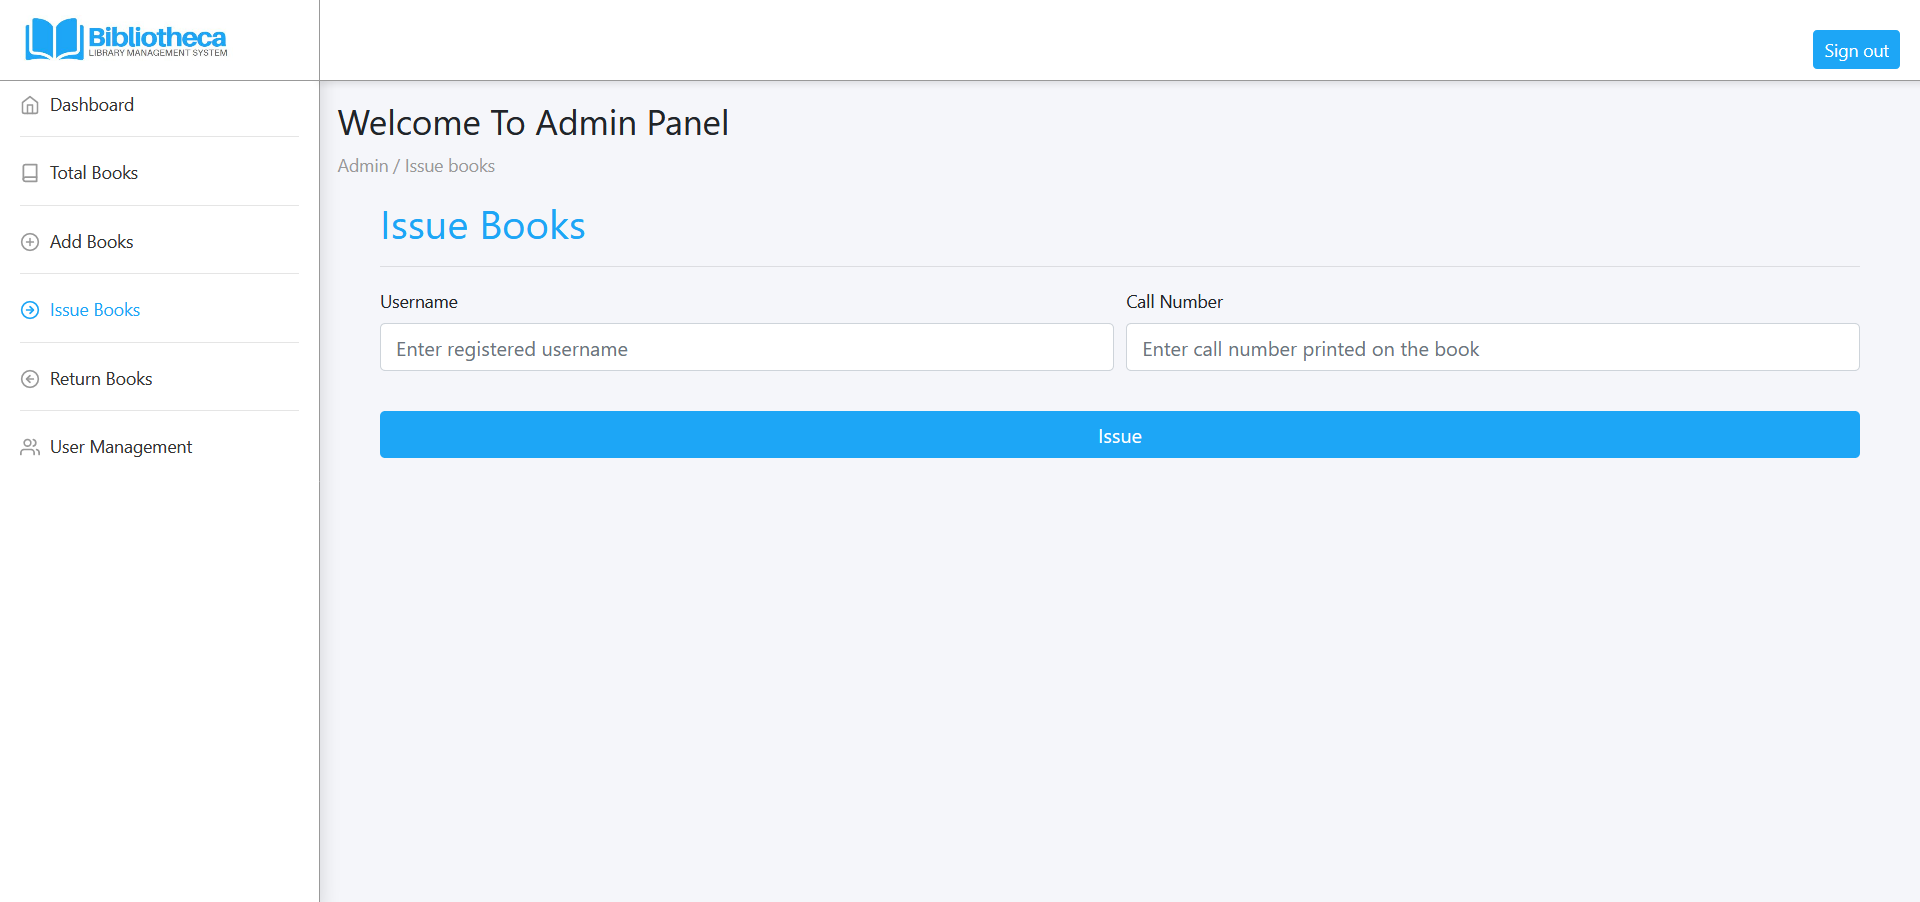 Bibliotheca
LIBRARY MANAGEMENT SYSTEM
Sign out
Dashboard
Total Books
Add Books
Issue Books
Return Books
User Management
Welcome To Admin Panel
Admin / Issue books
Issue Books
Username
Call Number
Enter registered username
Enter call number printed on the book
Issue